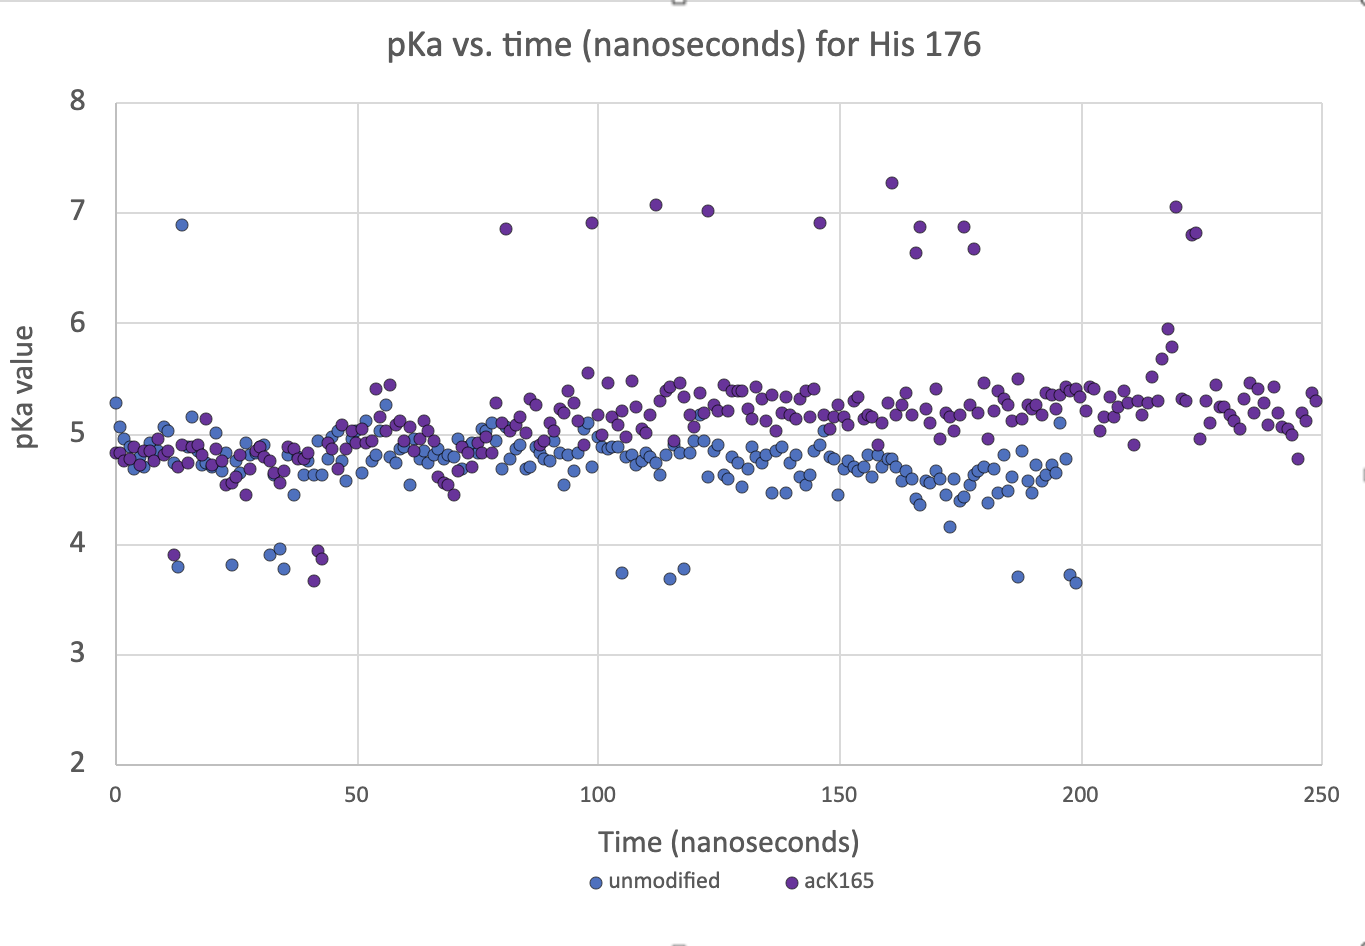 pKa vs. time (nanoseconds) for His 176
8
7
6
5
4
3
2
pKa value
0 50 100 150 200 250
Time (nanoseconds)
unmodified acK165